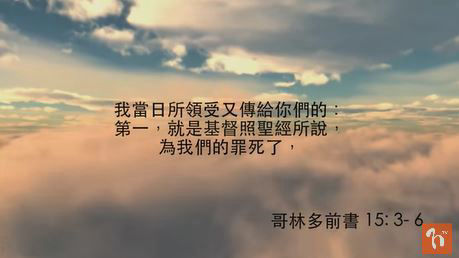 我當日所領受又傳給你們的：
第一，就是基督照聖經所說，
為我們的罪死了，
哥林多前書 15: 3- 6
TV